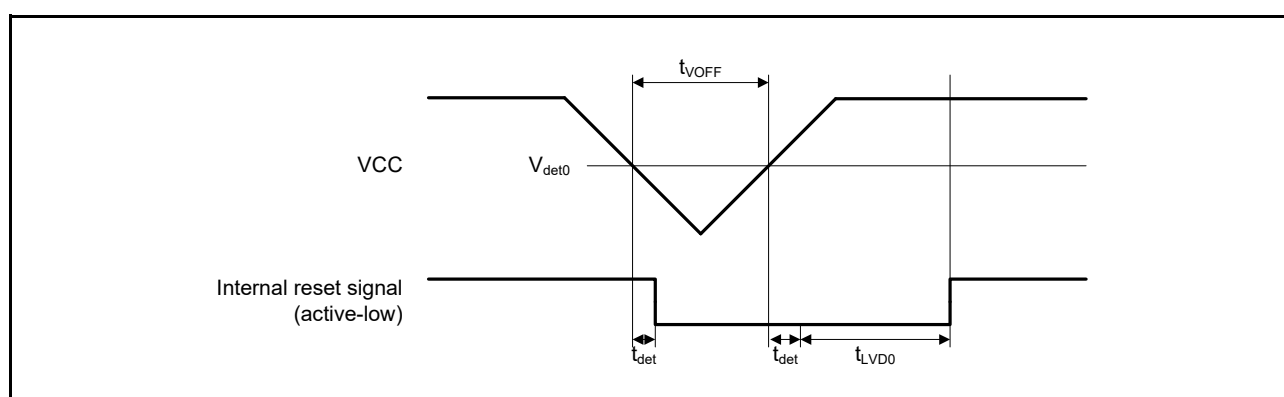 tVOFF
VCC
Vdet0
Internal reset signal
(active-low)
tdet
tdet
tLVD0